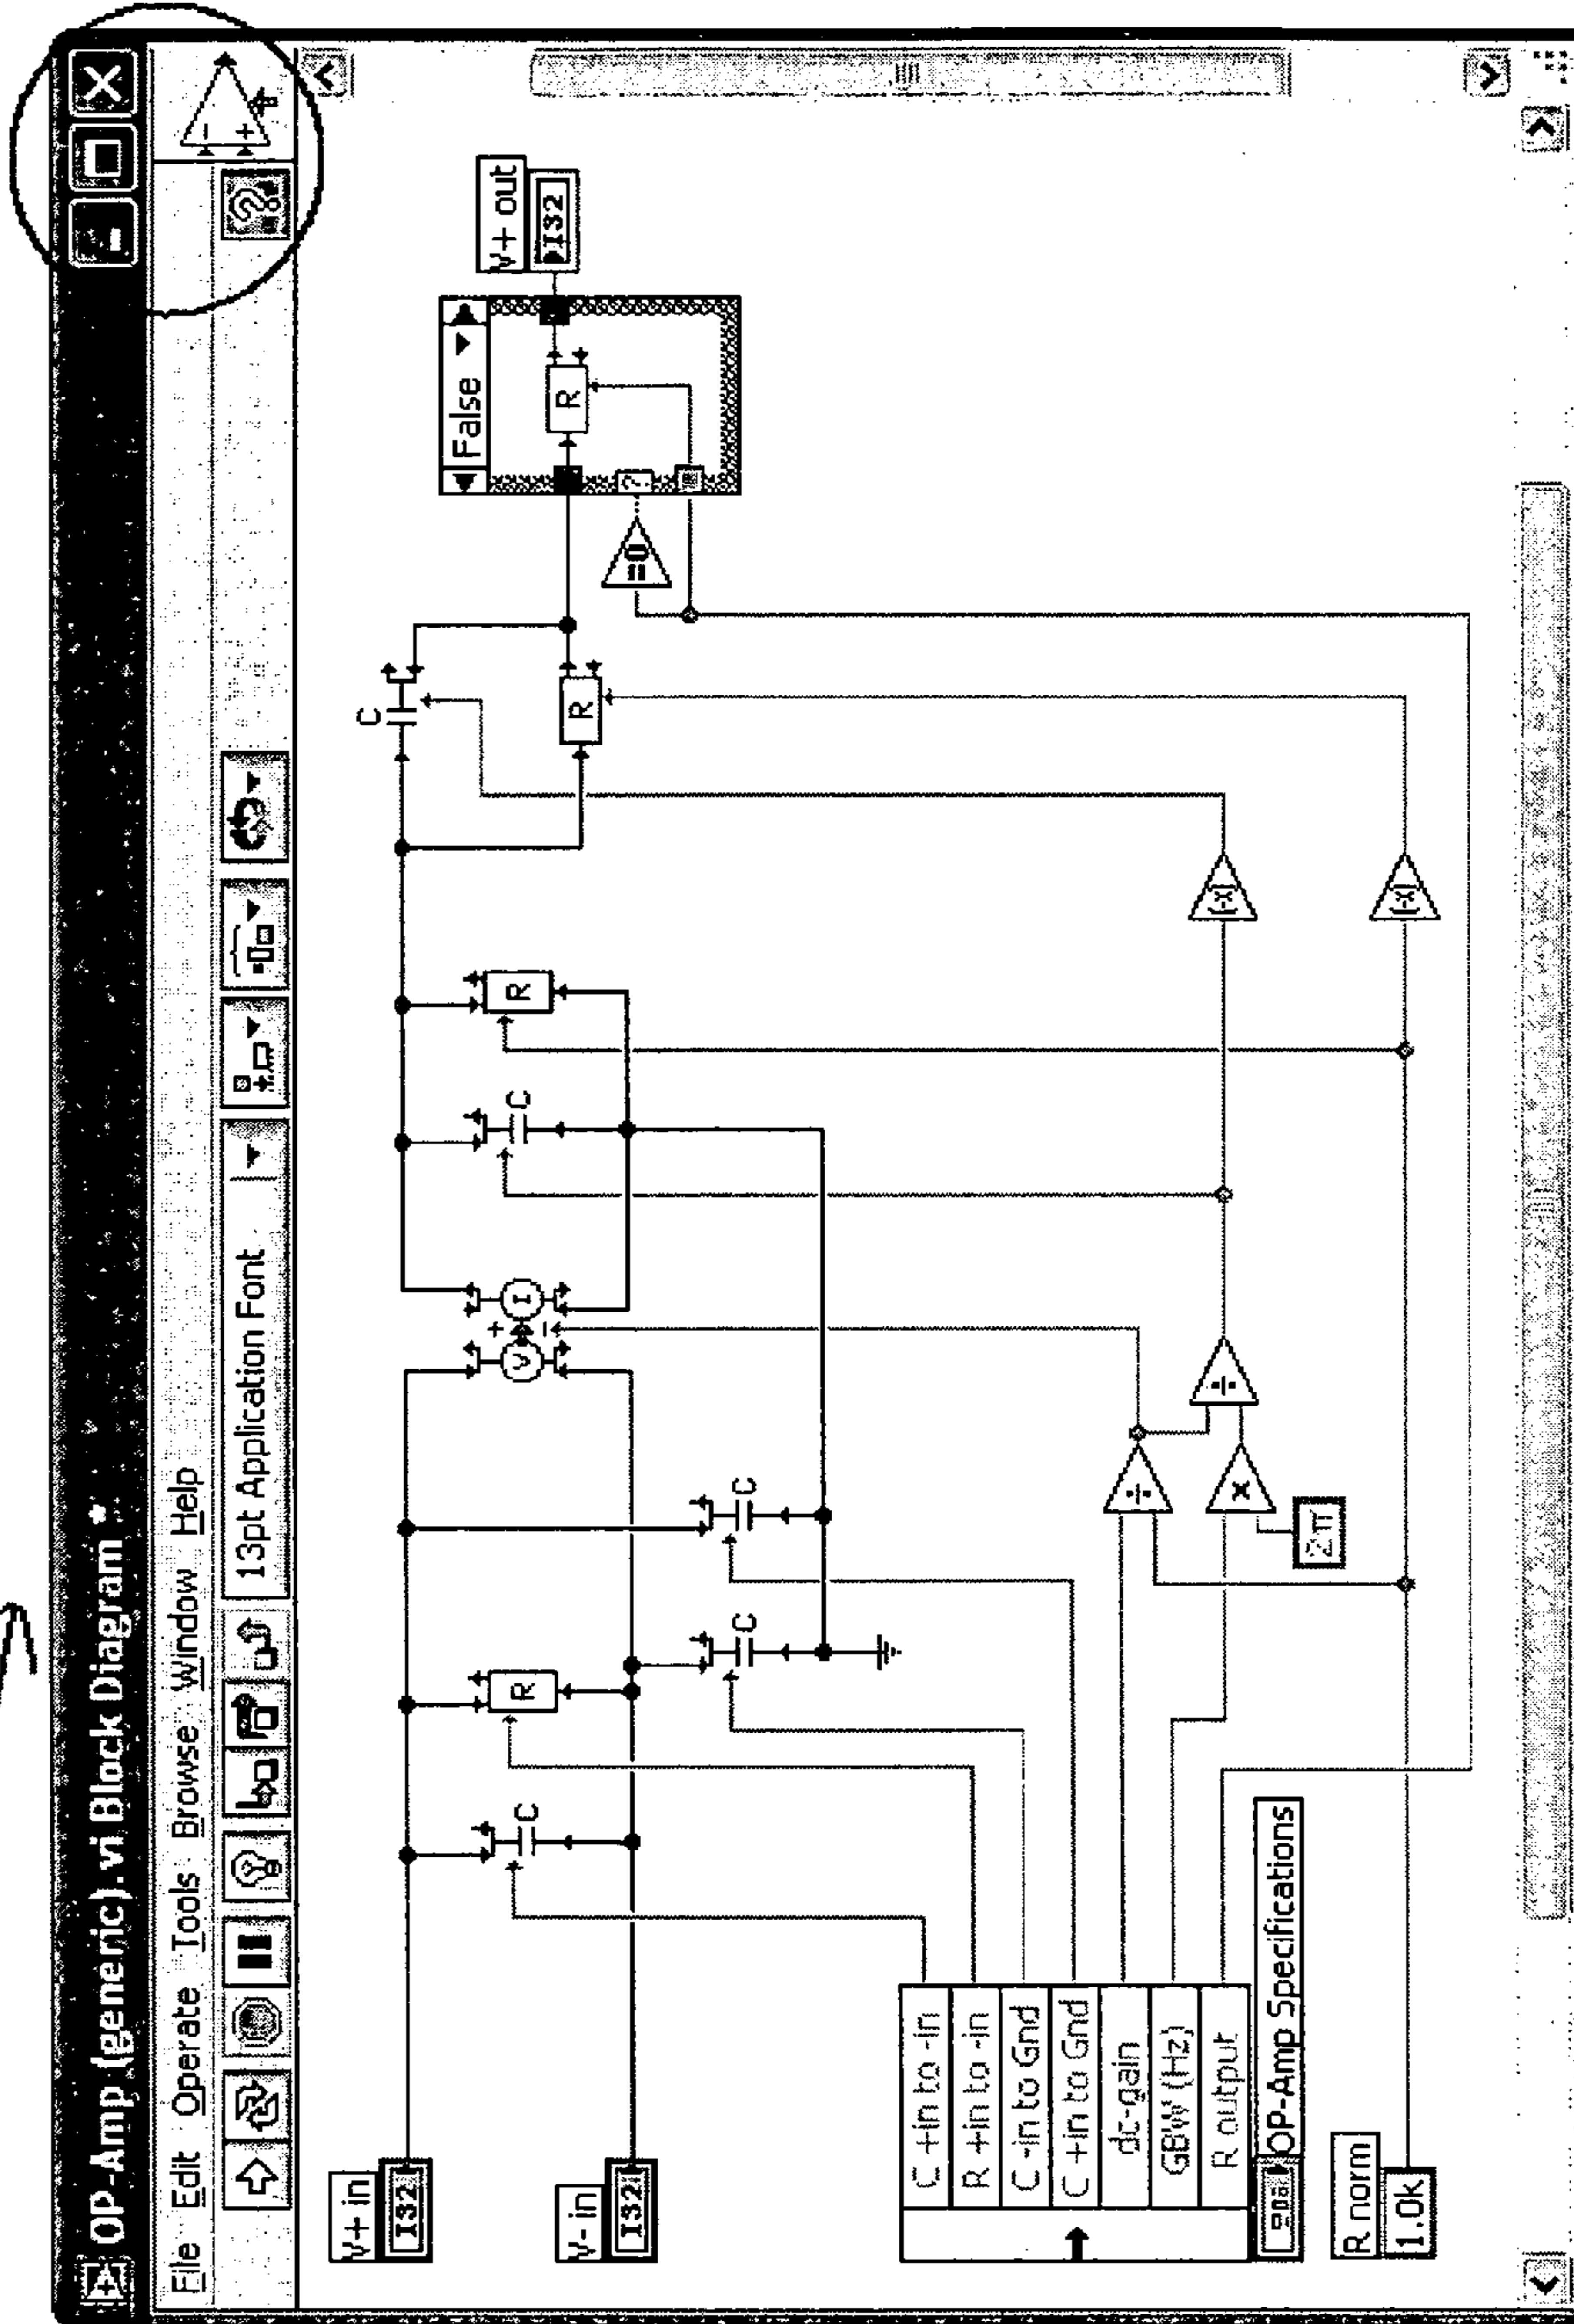 OP-Amp (generic).vi Block Diagram *
File Edit Operate Tools Browse Window Help
13pt Application Font
V+ in
I32
V- in
I32
C
R
C
C
+
-
V
I
C
R
C
R
False
R
?
=0
V+ out
I32
C +in to -in
R +in to -in
C -in to Gnd
C +in to Gnd
dc-gain
GBW (Hz)
R output
OP-Amp Specifications
÷
x
÷
2π
-x
-x
R norm
1.0k